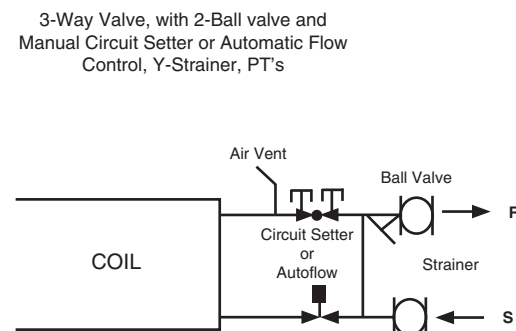 3-Way Valve, with 2-Ball valve and
Manual Circuit Setter or Automatic Flow
Control, Y-Strainer, PT's
Air Vent
Ball Valve
R
Circuit Setter
or
Autoflow
COIL
Strainer
S